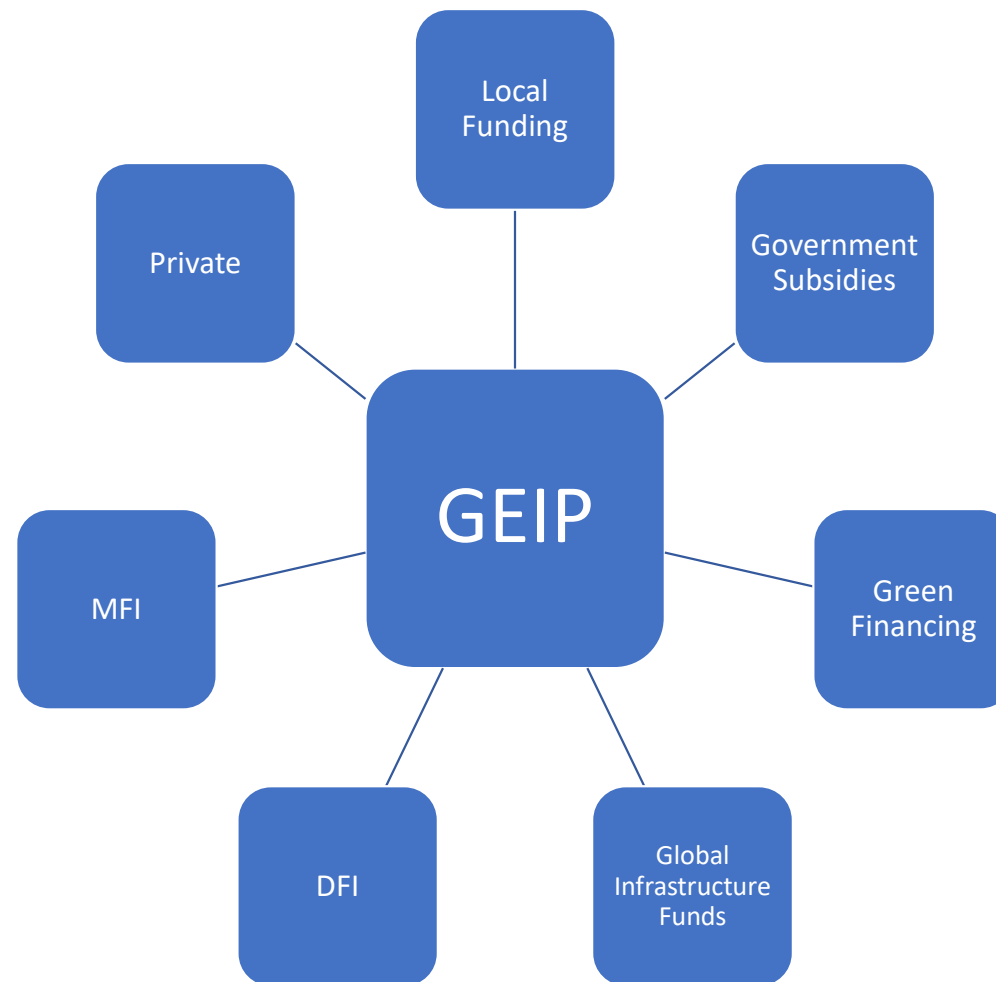 Local
Funding
Private
Government
Subsidies
GEIP
MFI
Green
Financing
DFI
Global
Infrastructure
Funds